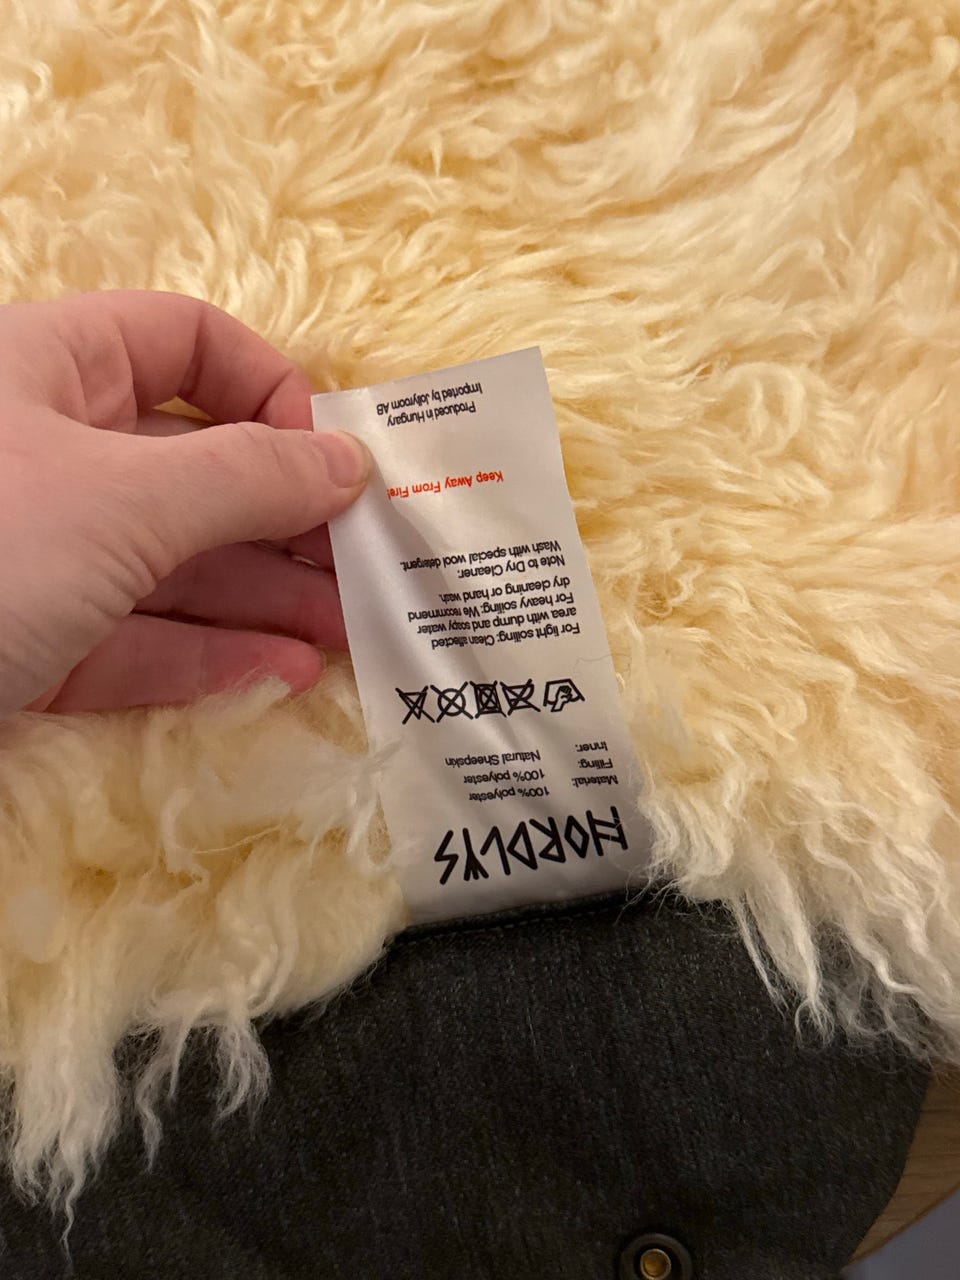 NORDLYS
Material: 100% polyester
Filling: 100% polyester
Inner: Natural Sheepskin
For light soiling: Clean affected
area with dump and soap water
For heavy soiling: We recommend
dry cleaning or hand wash.
Note to Dry Cleaner:
Wash with special wool detergent.
Keep Away From Fire!
Produced in Hungary
Imported by Jollyroom AB